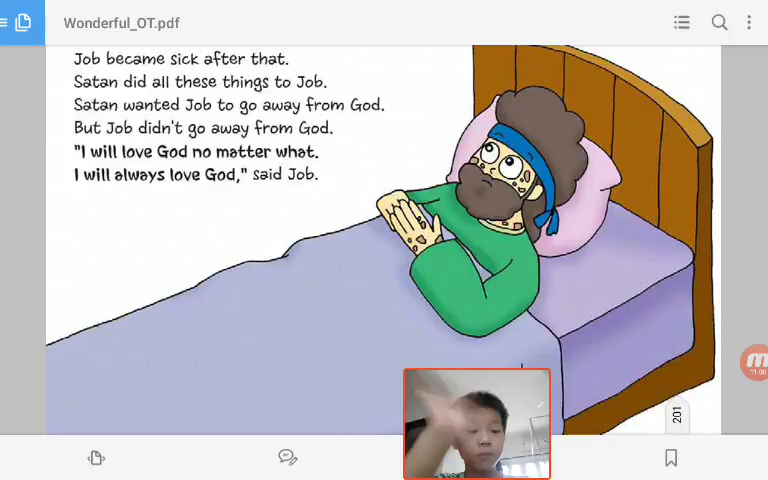 Wonderful_OT.pdf
Job became sick after that.
Satan did all these things to Job.
Satan wanted Job to go away from God.
But Job didn't go away from God.
"I will love God no matter what.
I will always love God," said Job.
11:00
201